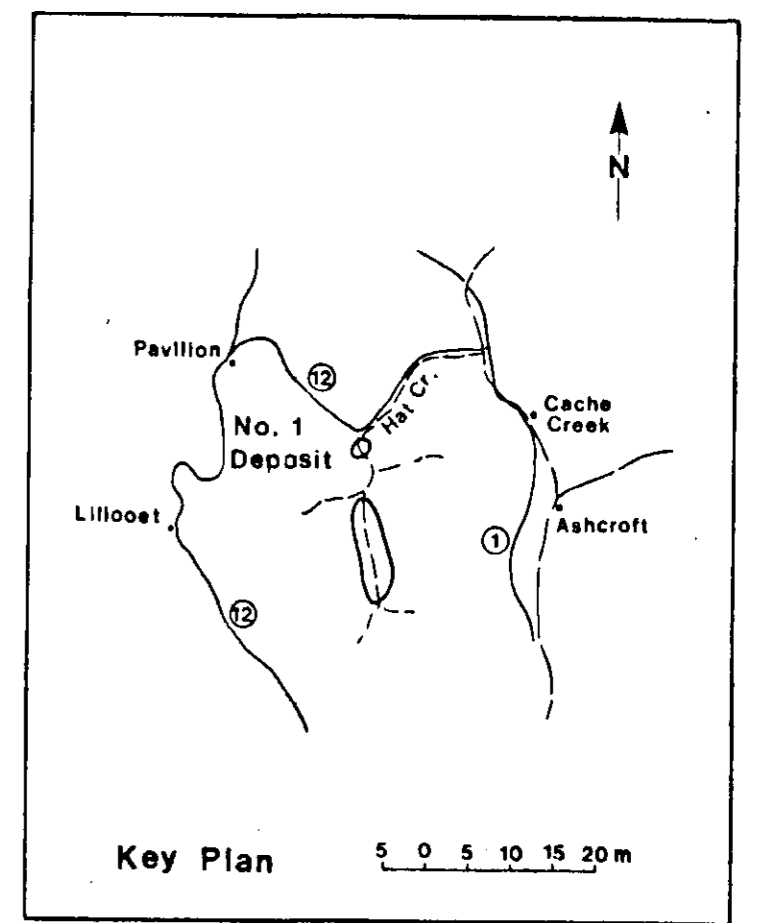 N
Pavilion
12
Hat Cr.
No. 1
Deposit
Cache
Creek
Lillooet
1
Ashcroft
12
Key Plan
5 0 5 10 15 20 m